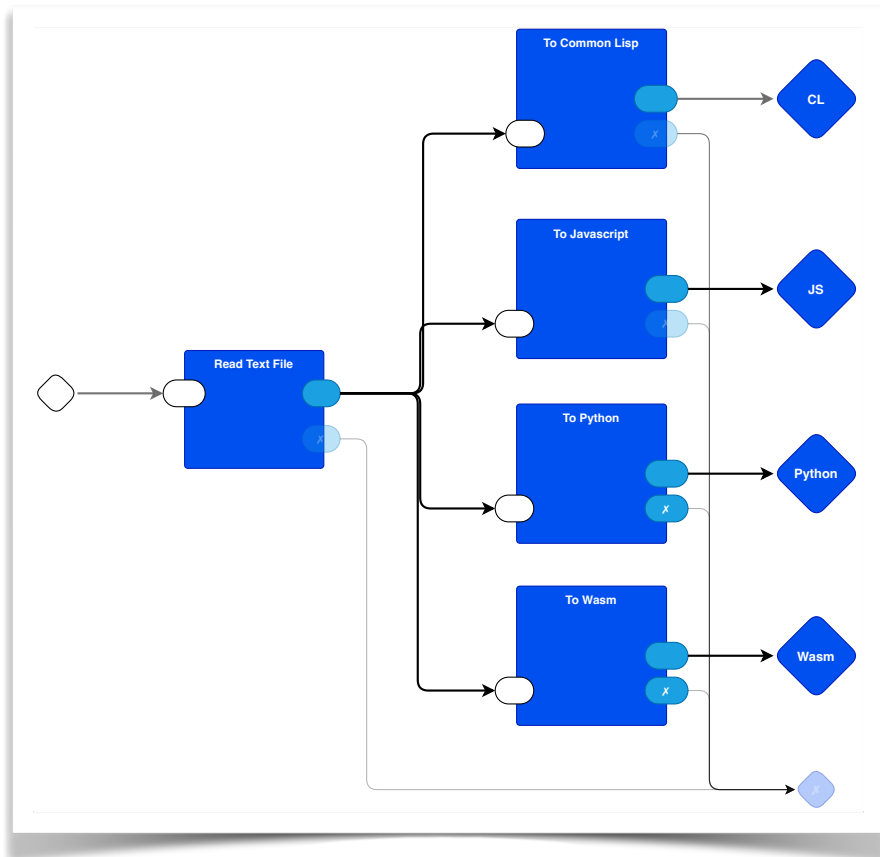 To Common Lisp
CL
✗
To Javascript
JS
✗
Read Text File
✗
To Python
Python
✗
To Wasm
Wasm
✗
✗